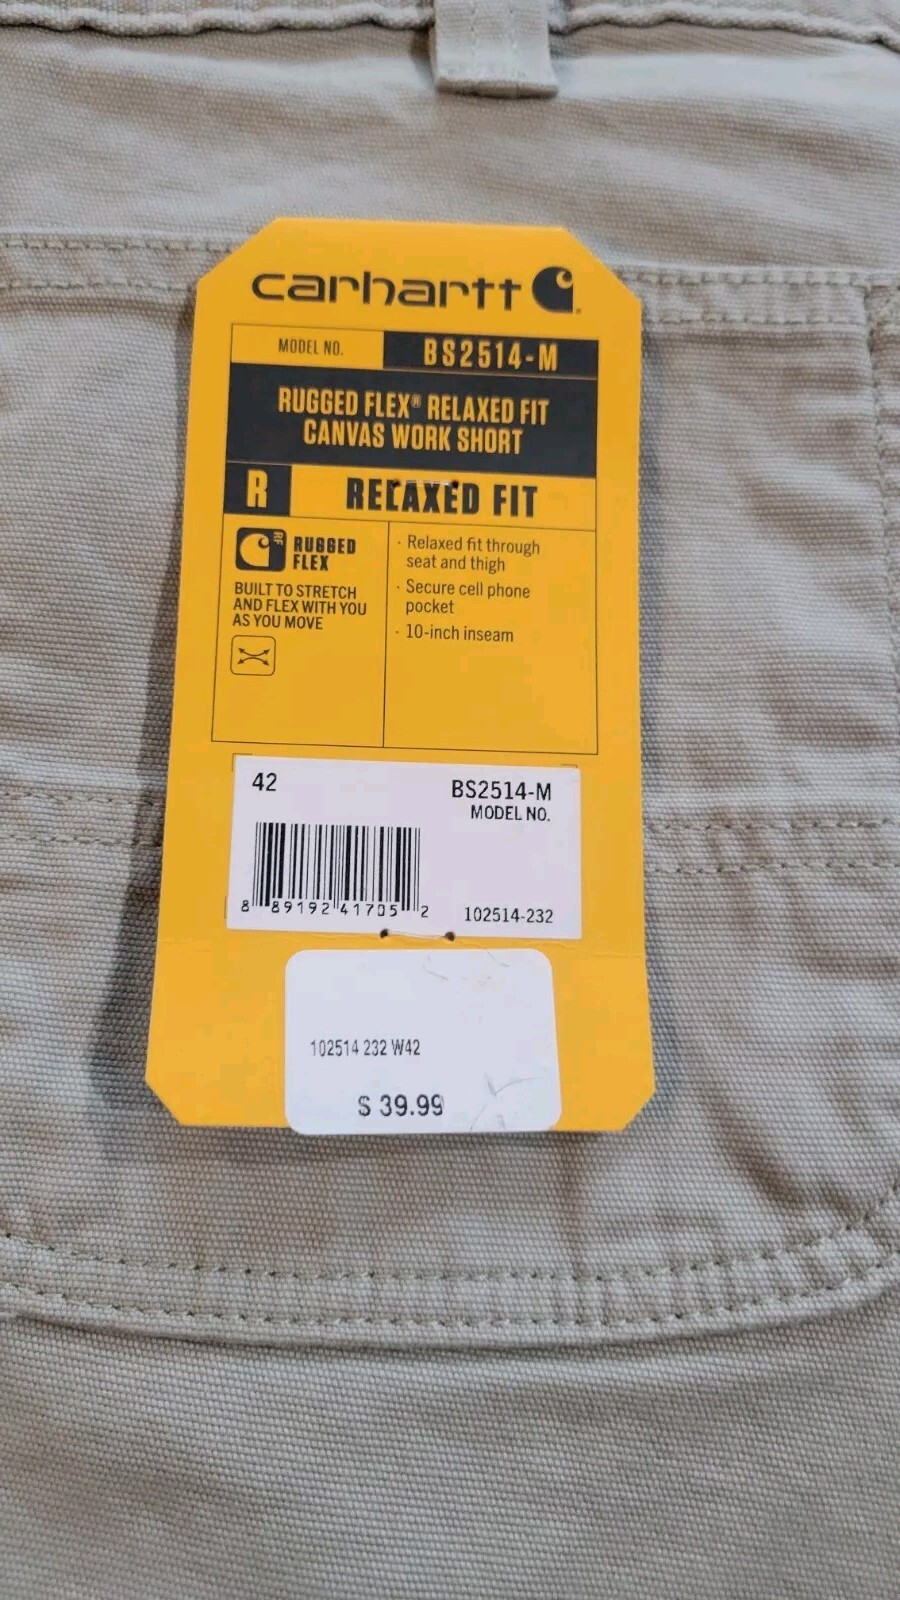 carhartt
MODEL NO. BS2514-M
RUGGED FLEX® RELAXED FIT
CANVAS WORK SHORT
R RELAXED FIT
RF
RUGGED
FLEX
BUILT TO STRETCH
AND FLEX WITH YOU
AS YOU MOVE
· Relaxed fit through
seat and thigh
· Secure cell phone
pocket
· 10-inch inseam
42 BS2514-M
MODEL NO.
8 89192 41705 2 102514-232
102514 232 W42
$ 39.99